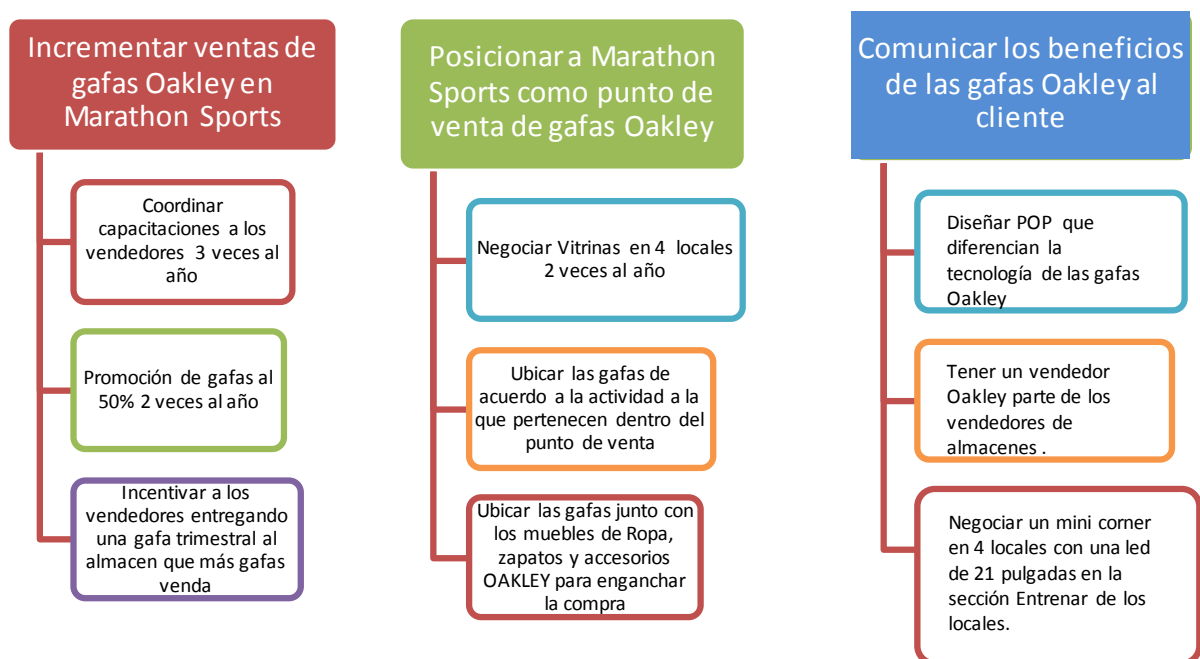 Incrementar ventas de
gafas Oakley en
Marathon Sports
Coordinar
capacitaciones a los
vendedores 3 veces al
año
Promoción de gafas al
50% 2 veces al año
Incentivar a los
vendedores entregando
una gafa trimestral al
almacen que más gafas
venda
Posicionar a Marathon
Sports como punto de
venta de gafas Oakley
Negociar Vitrinas en 4 locales
2 veces al año
Ubicar las gafas de
acuerdo a la actividad a la
que pertenecen dentro del
punto de venta
Ubicar las gafas junto con
los muebles de Ropa,
zapatos y accesorios
OAKLEY para enganchar
la compra
Comunicar los beneficios
de las gafas Oakley al
cliente
Diseñar POP que
diferencian la
tecnología de las gafas
Oakley
Tener un vendedor
Oakley parte de los
vendedores de
almacenes .
Negociar un mini corner
en 4 locales con una led
de 21 pulgadas en la
sección Entrenar de los
locales.